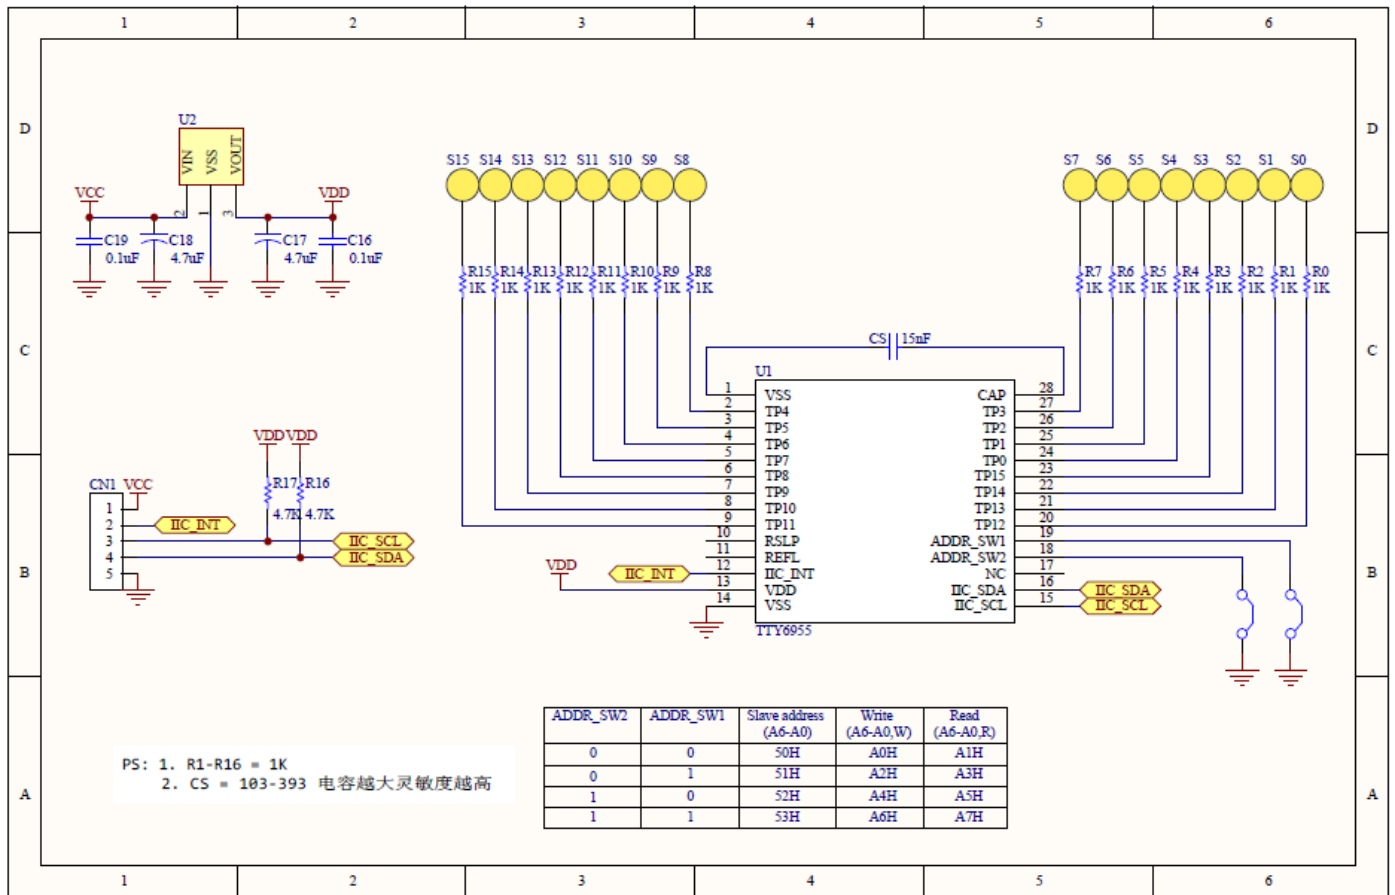 1 2 3 4 5 6
D D
U2
VIN VSS VOUT
VCC VDD
2 1 3
C19 C18 C17 C16
0.1uF 4.7uF 4.7uF 0.1uF
S15 S14 S13 S12 S11 S10 S9 S8
S7 S6 S5 S4 S3 S2 S1 S0
R15 R14 R13 R12 R11 R10 R9 R8
1K 1K 1K 1K 1K 1K 1K 1K
R7 R6 R5 R4 R3 R2 R1 R0
1K 1K 1K 1K 1K 1K 1K 1K
C C
CS 15nF
U1
1 VSS CAP 28
2 TP4 TP3 27
3 TP5 TP2 26
4 TP6 TP1 25
5 TP7 TP0 24
6 TP8 TP15 23
7 TP9 TP14 22
8 TP10 TP13 21
9 TP11 TP12 20
10 RSLP ADDR_SW1 19
11 REFL ADDR_SW2 18
VDD IIC_INT 12 IIC_INT NC 17
13 VDD IIC_SDA 16 IIC_SDA
14 VSS IIC_SCL 15 IIC_SCL
TTY6955
VDD VDD
R17 R16
4.7K 4.7K
CN1 VCC
1
2 IIC_INT
3 IIC_SCL
4 IIC_SDA
5
B B
ADDR_SW2 ADDR_SW1 Slave address Write Read
(A6-A0) (A6-A0,W) (A6-A0,R)
0 0 50H A0H A1H
0 1 51H A2H A3H
1 0 52H A4H A5H
1 1 53H A6H A7H
PS: 1. R1-R16 = 1K
2. CS = 103-393 电容越大灵敏度越高
A A
1 2 3 4 5 6